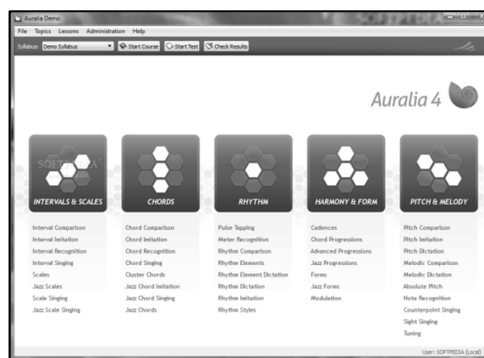 Auralia Demo
SOFTPEDIA
File Topics Lessons Administration Help
Syllabus: Demo Syllabus Start Course Start Test Check Results
Auralia 4
SOFTPEDIA
INTERVALS & SCALES CHORDS RHYTHM HARMONY & FORM PITCH & MELODY
Interval Comparison Chord Comparison Pulse Tapping Cadences Pitch Comparison
Interval Imitation Chord Imitation Meter Recognition Chord Progressions Pitch Imitation
Interval Recognition Chord Recognition Rhythm Comparison Advanced Progressions Pitch Dictation
Interval Singing Chord Singing Rhythm Elements Jazz Progressions Melodic Comparison
Scales Cluster Chords Rhythm Element Dictation Forms Melodic Dictation
Jazz Scales Jazz Chord Imitation Rhythm Dictation Jazz Forms Absolute Pitch
Scale Singing Jazz Chord Singing Rhythm Imitation Modulation Note Recognition
Jazz Scale Singing Jazz Chords Rhythm Styles Counterpoint Singing
Sight Singing
Tuning
User: SOFTPEDIA (Local)